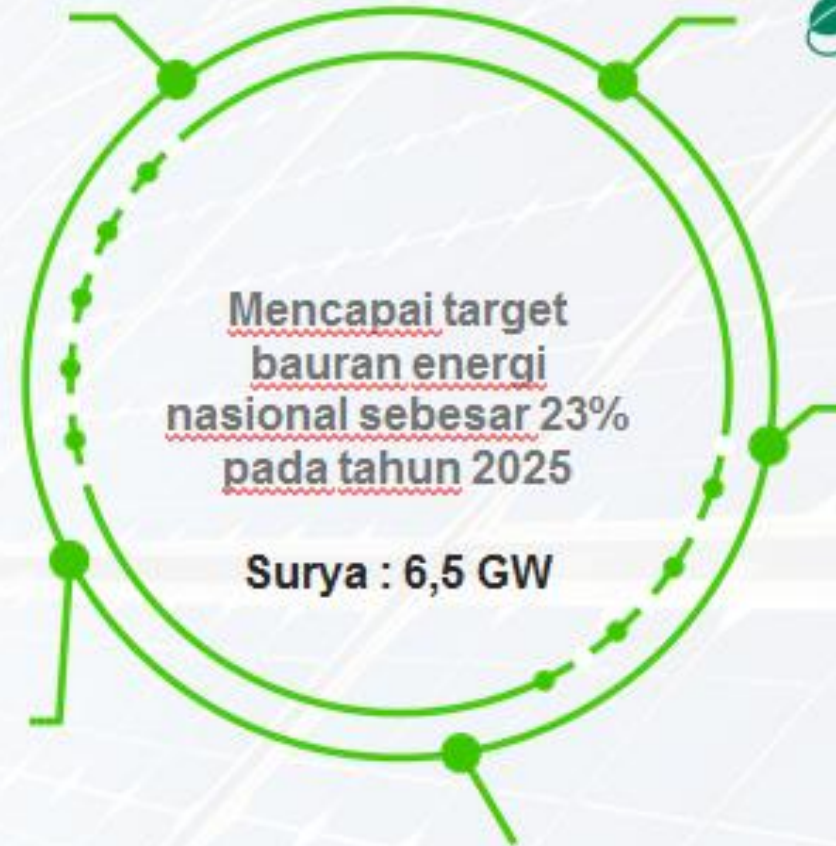 Mencapai target
bauran energi
nasional sebesar 23%
pada tahun 2025
Surya : 6,5 GW